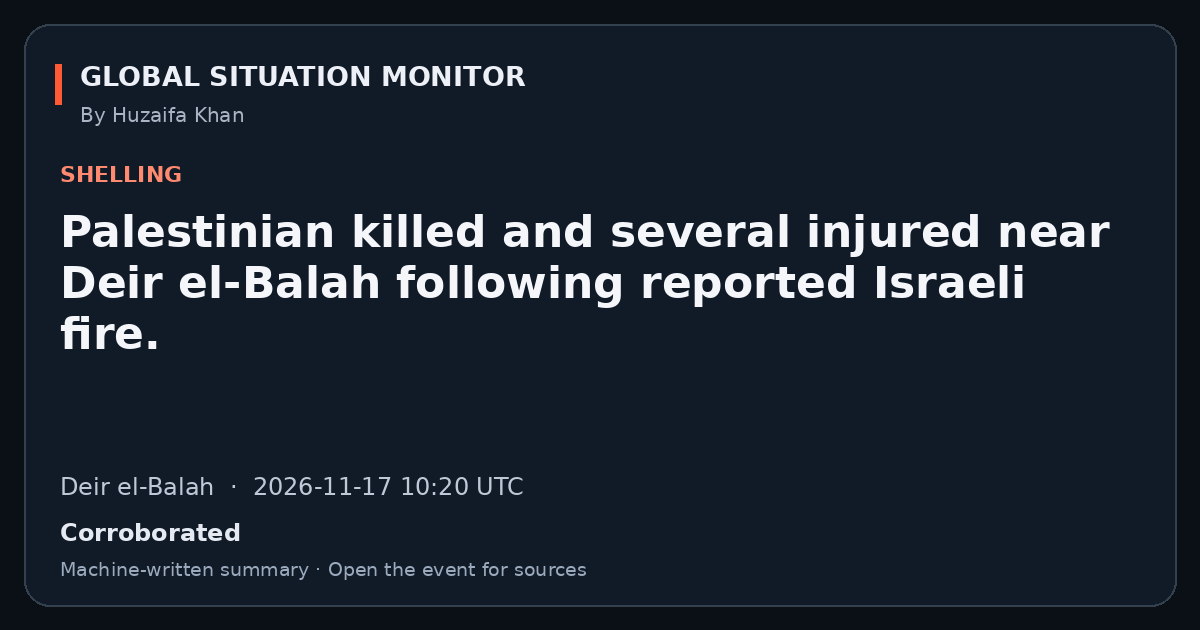 GLOBAL SITUATION MONITOR
By Huzaifa Khan
SHELLING
Palestinian killed and several injured near
Deir el-Balah following reported Israeli
fire.
Deir el-Balah · 2026-11-17 10:20 UTC
Corroborated
Machine-written summary · Open the event for sources